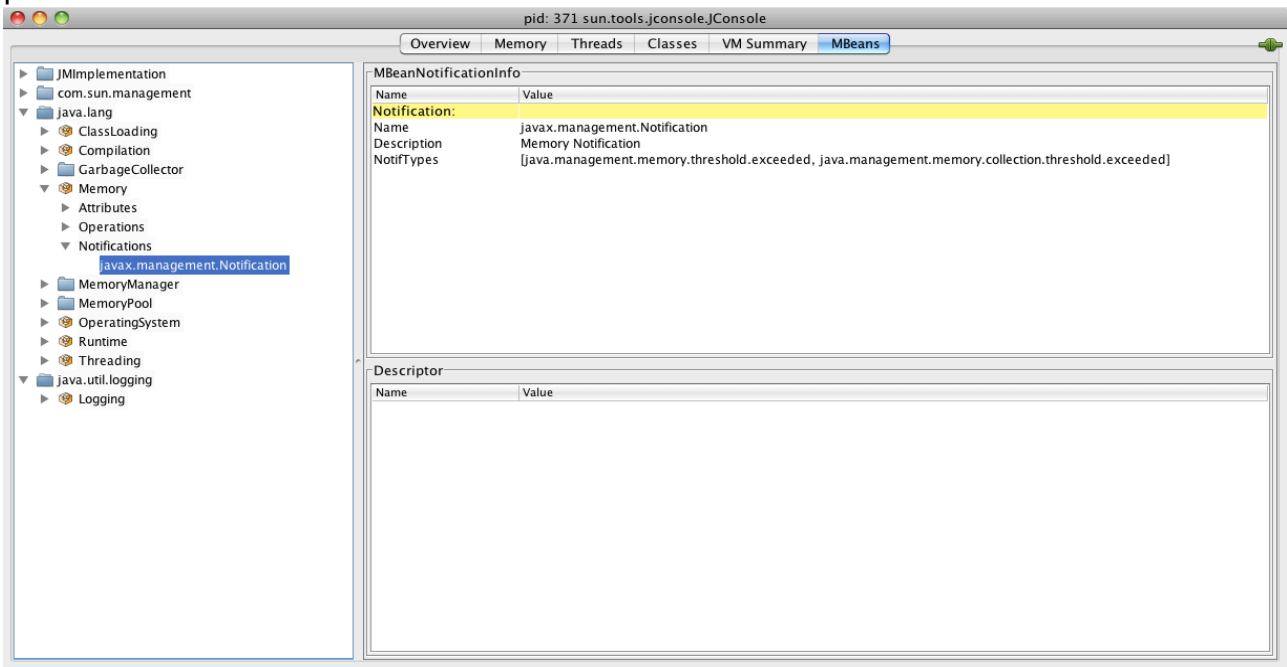 pid: 371 sun.tools.jconsole.JConsole
Overview Memory Threads Classes VM Summary MBeans
JMImplementation
com.sun.management
java.lang
ClassLoading
Compilation
GarbageCollector
Memory
Attributes
Operations
Notifications
javax.management.Notification
MemoryManager
MemoryPool
OperatingSystem
Runtime
Threading
java.util.logging
Logging
MBeanNotificationInfo
Name Value
Notification:
Name javax.management.Notification
Description Memory Notification
NotifTypes [java.management.memory.threshold.exceeded, java.management.memory.collection.threshold.exceeded]
Descriptor
Name Value